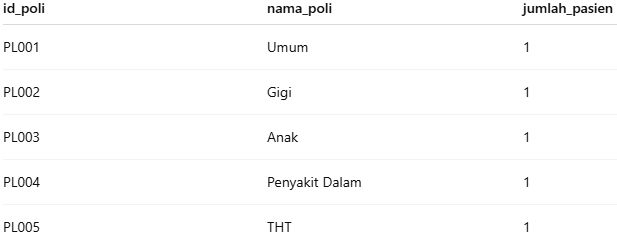 id_poli nama_poli jumlah_pasien
PL001 Umum 1
PL002 Gigi 1
PL003 Anak 1
PL004 Penyakit Dalam 1
PL005 THT 1